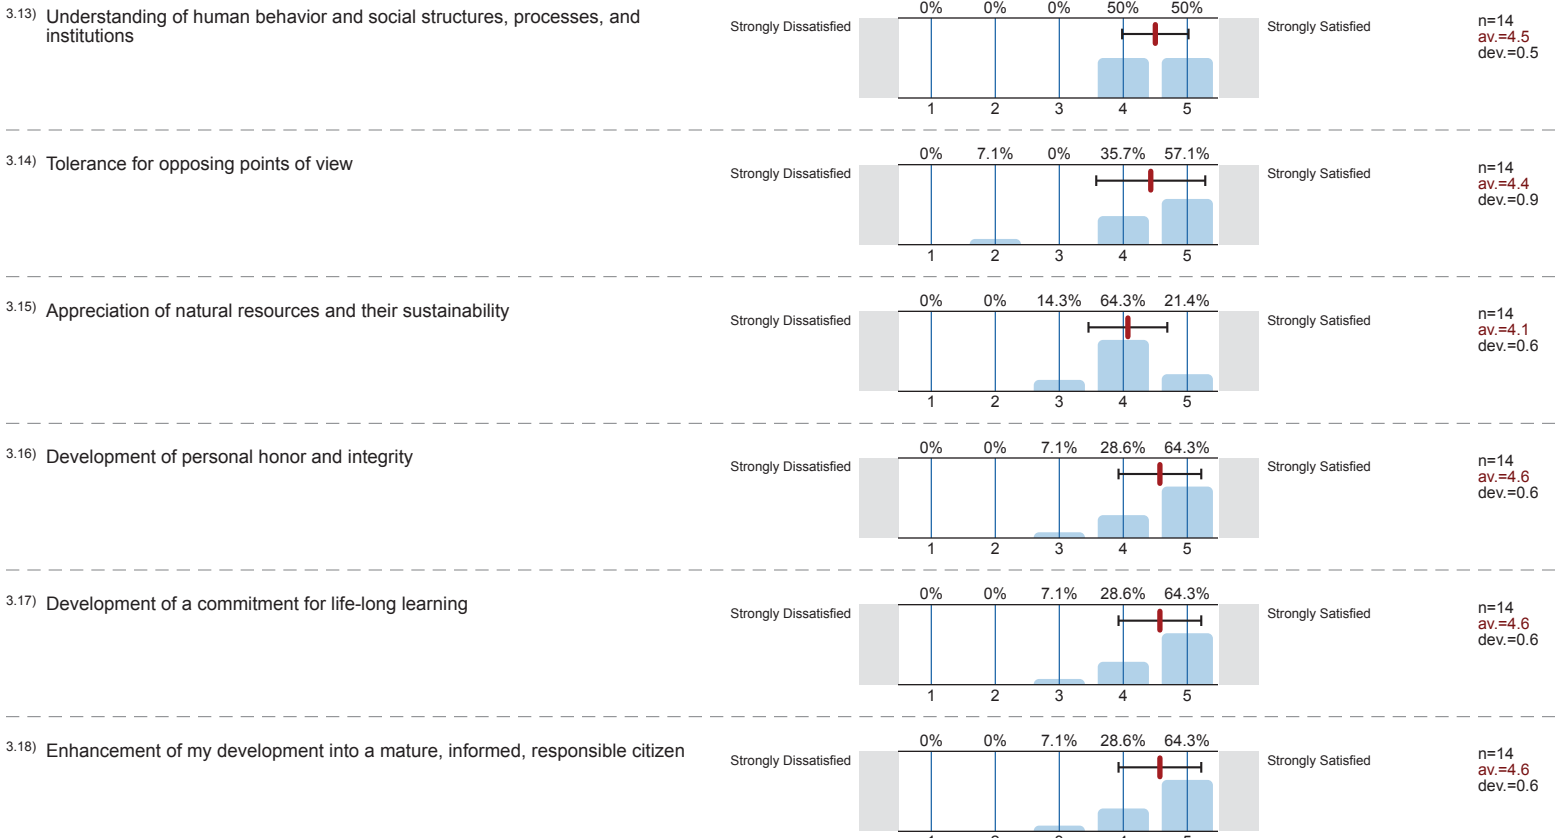 3.13) Understanding of human behavior and social structures, processes, and
institutions
Strongly Dissatisfied
0% 0% 0% 50% 50%
1 2 3 4 5
Strongly Satisfied
n=14
av.=4.5
dev.=0.5
3.14) Tolerance for opposing points of view
Strongly Dissatisfied
0% 7.1% 0% 35.7% 57.1%
1 2 3 4 5
Strongly Satisfied
n=14
av.=4.4
dev.=0.9
3.15) Appreciation of natural resources and their sustainability
Strongly Dissatisfied
0% 0% 14.3% 64.3% 21.4%
1 2 3 4 5
Strongly Satisfied
n=14
av.=4.1
dev.=0.6
3.16) Development of personal honor and integrity
Strongly Dissatisfied
0% 0% 7.1% 28.6% 64.3%
1 2 3 4 5
Strongly Satisfied
n=14
av.=4.6
dev.=0.6
3.17) Development of a commitment for life-long learning
Strongly Dissatisfied
0% 0% 7.1% 28.6% 64.3%
1 2 3 4 5
Strongly Satisfied
n=14
av.=4.6
dev.=0.6
3.18) Enhancement of my development into a mature, informed, responsible citizen
Strongly Dissatisfied
0% 0% 7.1% 28.6% 64.3%
Strongly Satisfied
n=14
av.=4.6
dev.=0.6